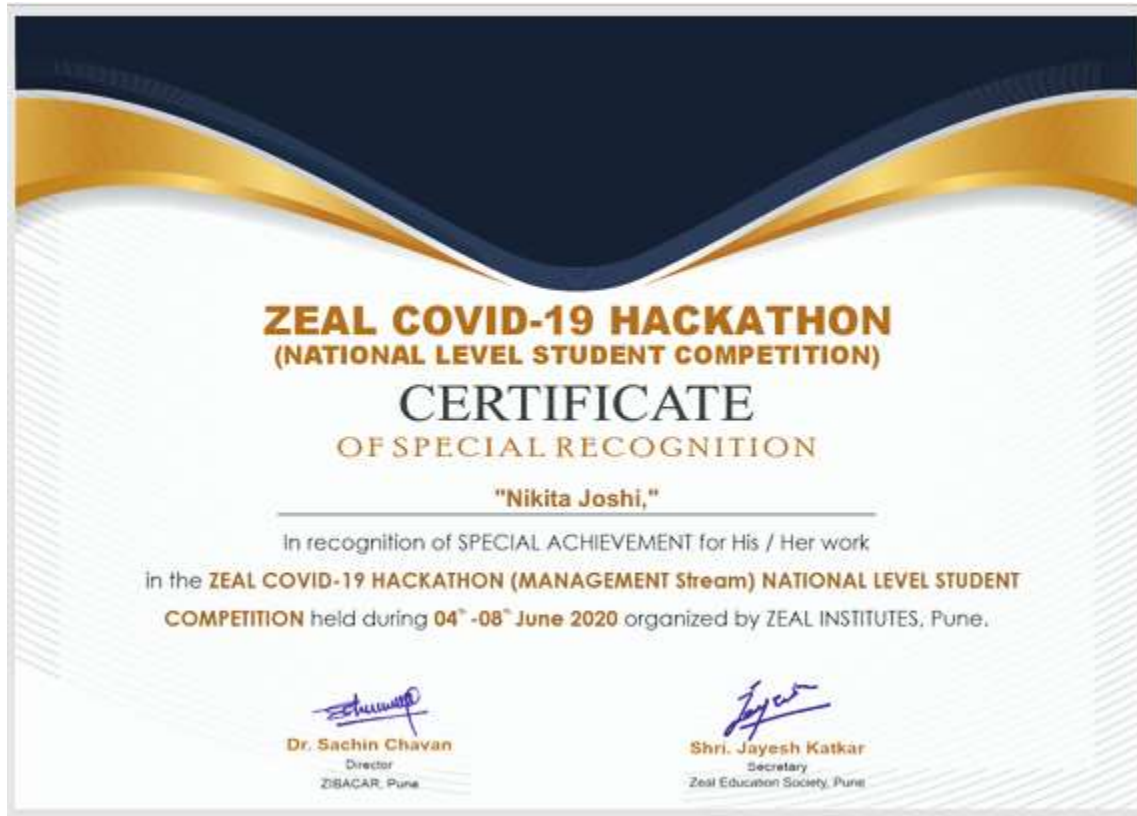 ZEAL COVID-19 HACKATHON
(NATIONAL LEVEL STUDENT COMPETITION)
CERTIFICATE
OF SPECIAL RECOGNITION
"Nikita Joshi,"
In recognition of SPECIAL ACHIEVEMENT for His / Her work
in the ZEAL COVID-19 HACKATHON (MANAGEMENT Stream) NATIONAL LEVEL STUDENT
COMPETITION held during 04th -08th June 2020 organized by ZEAL INSTITUTES, Pune.
Dr. Sachin Chavan
Director
ZIBACAR, Pune
Shri. Jayesh Katkar
Secretary
Zeal Education Society, Pune